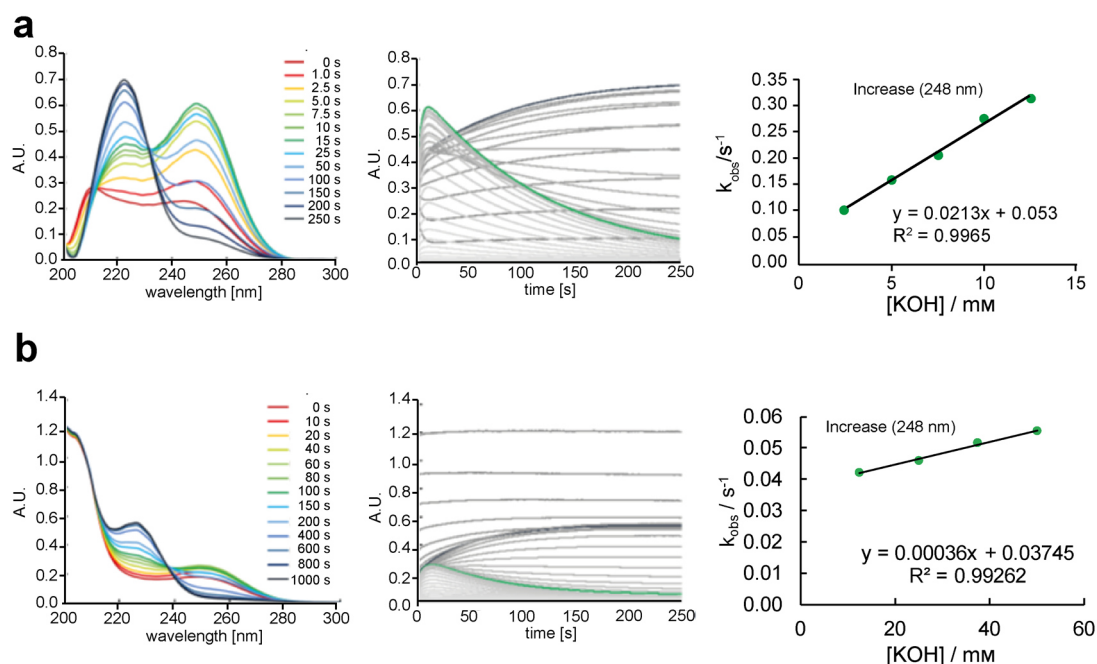 a
0.8
0.7
0.6
0.5
0.4
0.3
0.2
0.1
0.0
A.U.
200 220 240 260 280 300
wavelength [nm]
0 s
1.0 s
2.5 s
5.0 s
7.5 s
10 s
15 s
25 s
50 s
100 s
150 s
200 s
250 s
0.8
0.7
0.6
0.5
0.4
0.3
0.2
0.1
0.0
A.U.
0 50 100 150 200 250
time [s]
0.35
0.30
0.25
0.20
0.15
0.10
0.05
0.00
kobs/s-1
Increase (248 nm)
y = 0.0213x + 0.053
R² = 0.9965
0 5 10 15
[KOH] / mM
b
1.4
1.2
1.0
0.8
0.6
0.4
0.2
0.0
A.U.
200 220 240 260 280 300
wavelength [nm]
0 s
10 s
20 s
40 s
60 s
80 s
100 s
150 s
200 s
400 s
600 s
800 s
1000 s
1.4
1.2
1.0
0.8
0.6
0.4
0.2
0.0
A.U.
0 50 100 150 200 250
time [s]
0.06
0.05
0.04
0.03
0.02
0.01
0.00
kobs / s-1
Increase (248 nm)
y = 0.00036x + 0.03745
R² = 0.99262
0 20 40 60
[KOH] / mM